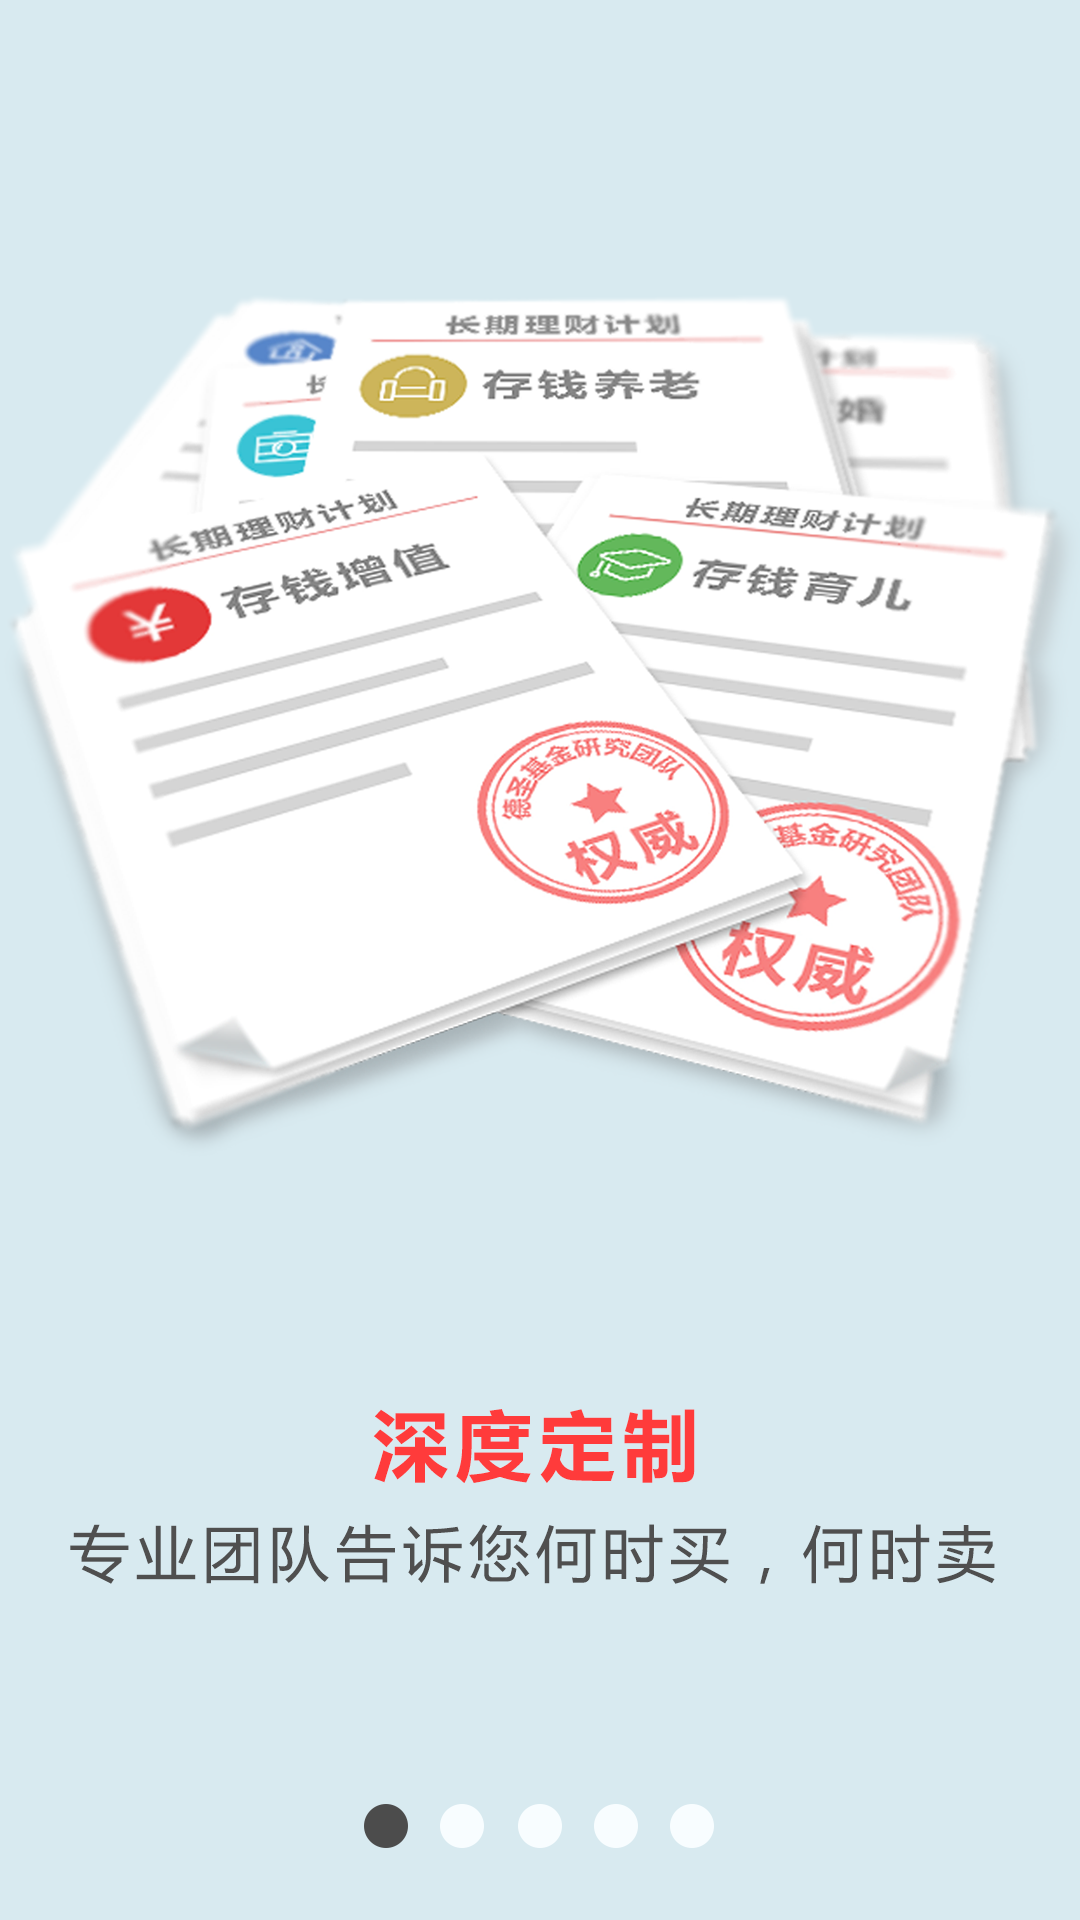 长期理财计划
存钱养老
划
婚
长期理财计划
存钱增值
德圣基金研究团队
权威
长期理财计划
存钱育儿
基金研究团队
权威
深度定制
专业团队告诉您何时买，何时卖